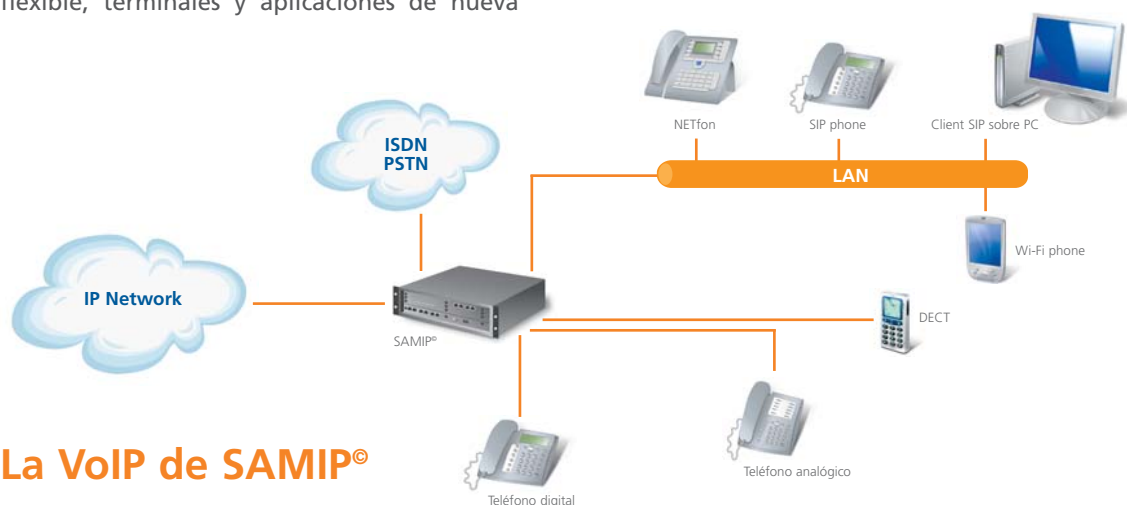 flexible, terminales y aplicaciones de nueva
NETfon
SIP phone
Client SIP sobre PC
ISDN
PSTN
LAN
Wi-Fi phone
IP Network
DECT
SAMIP©
La VoIP de SAMIP©
Teléfono analógico
Teléfono digital